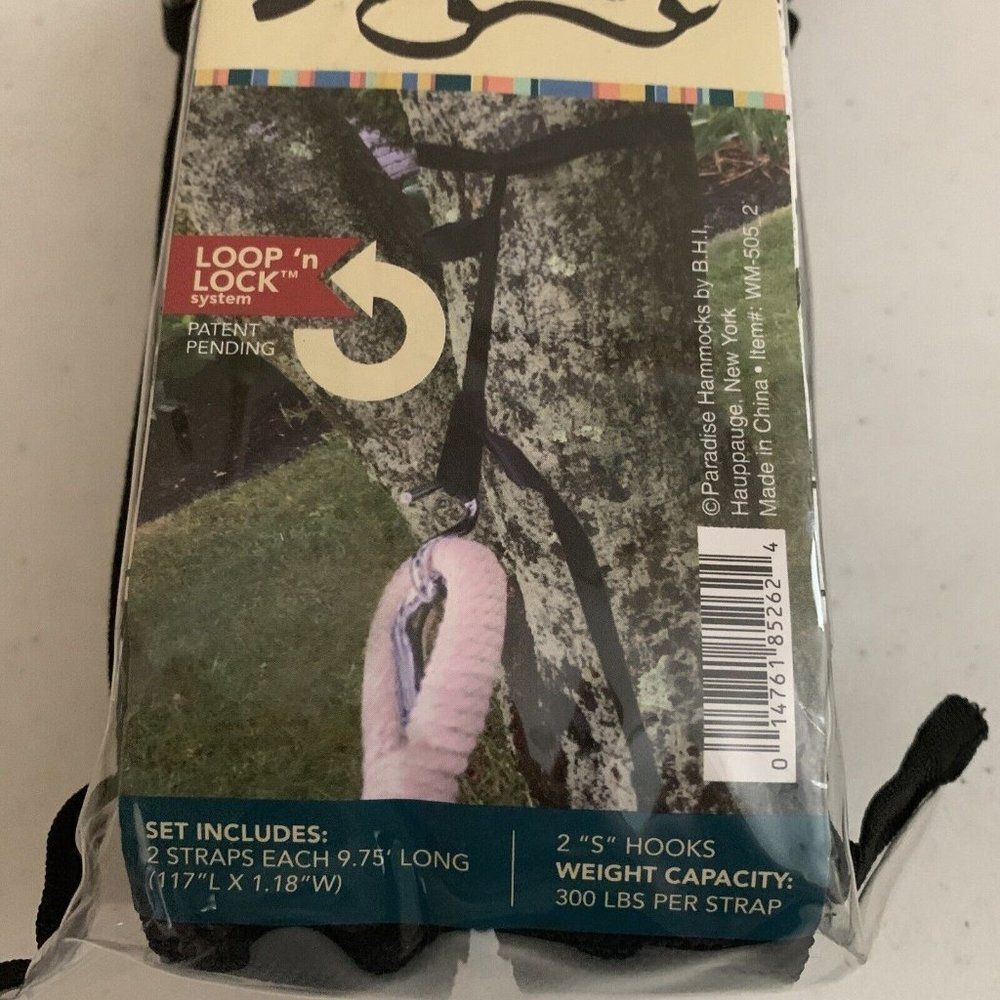 LOOP 'n
LOCK™
system
PATENT
PENDING
©Paradise Hammocks by B.H.I,
Hauppauge, New York
Made in China • Item#: WM-505_2
0 14761 85262 4
SET INCLUDES:
2 STRAPS EACH 9.75' LONG
(117"L X 1.18"W)
2 "S" HOOKS
WEIGHT CAPACITY:
300 LBS PER STRAP